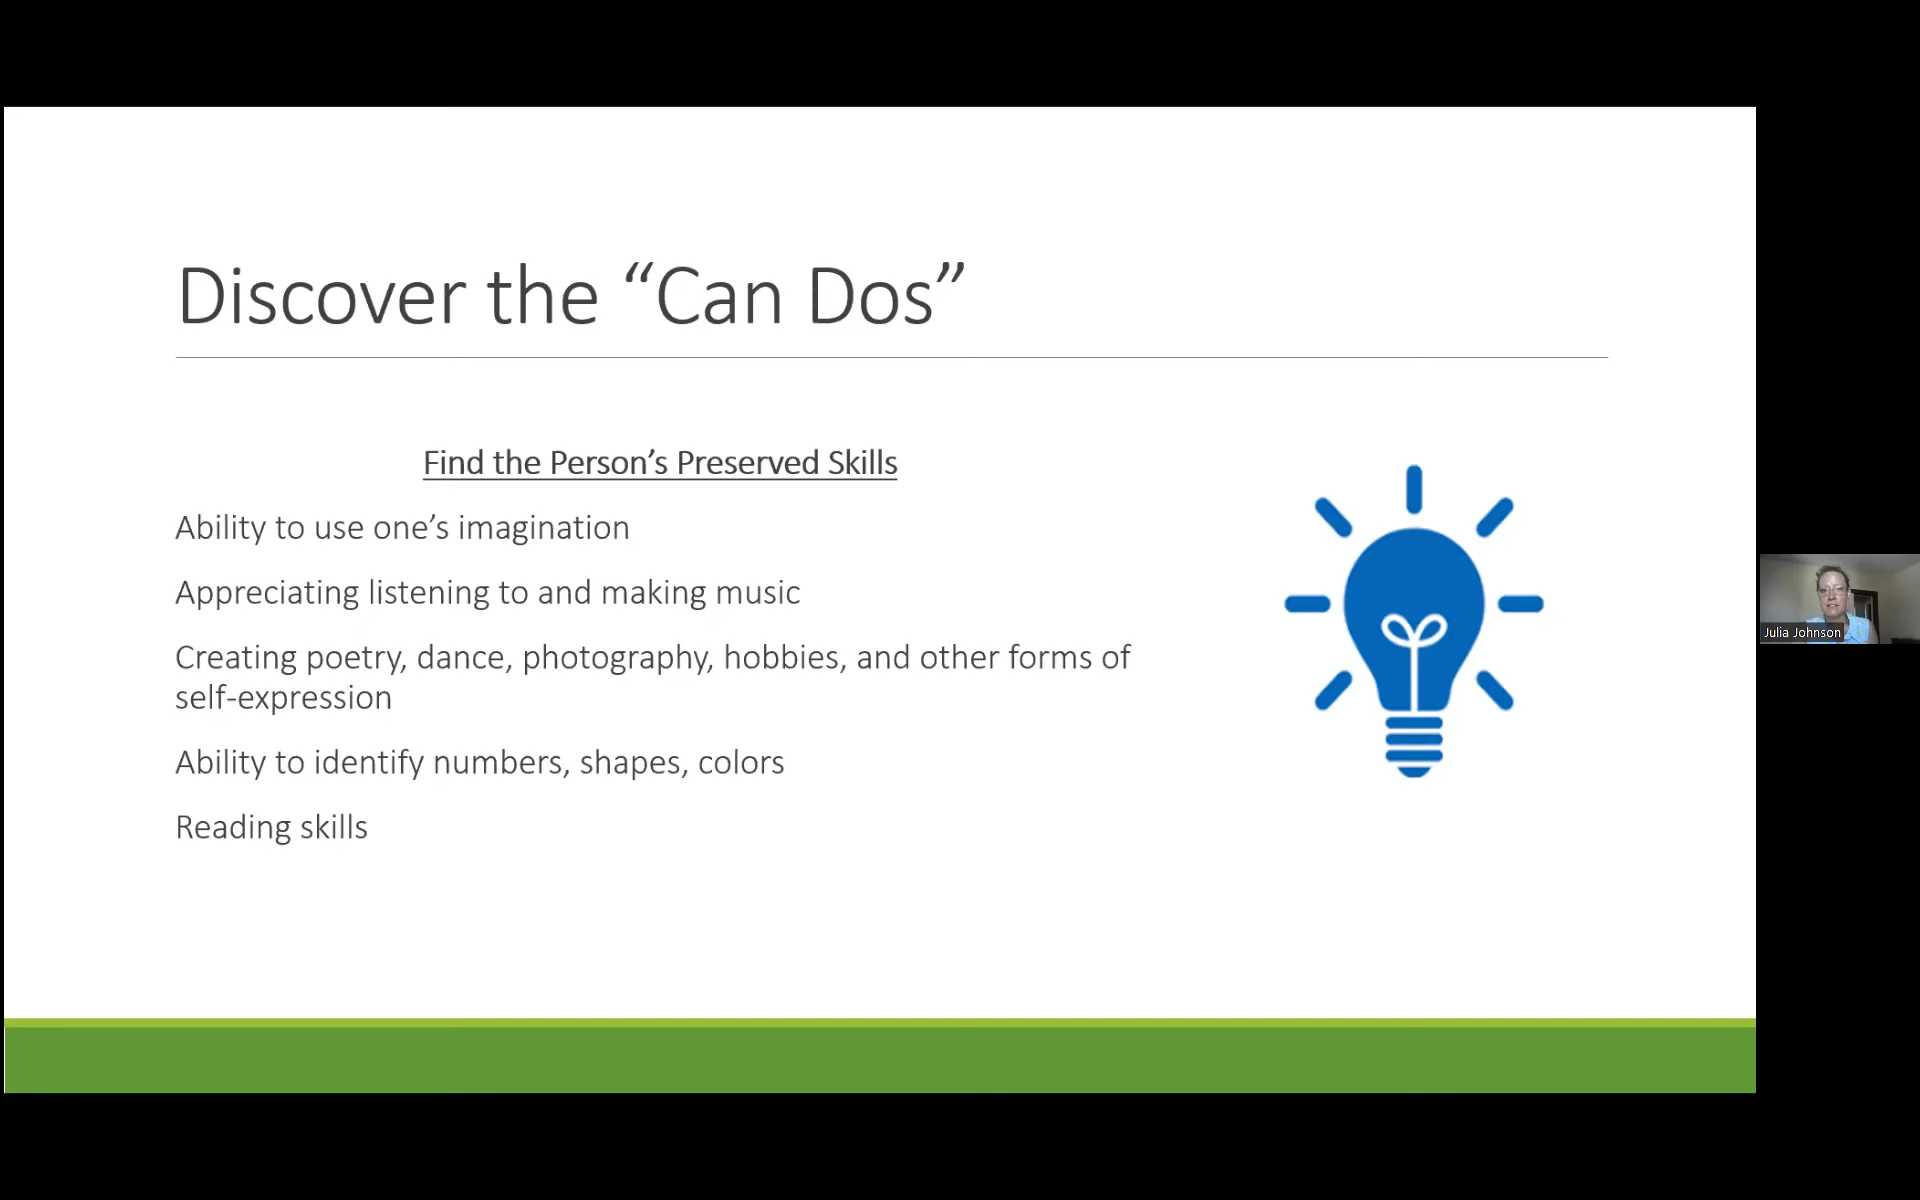 Discover the “Can Dos”
Find the Person’s Preserved Skills
Ability to use one’s imagination
Appreciating listening to and making music
Creating poetry, dance, photography, hobbies, and other forms of
self-expression
Ability to identify numbers, shapes, colors
Reading skills
Julia Johnson